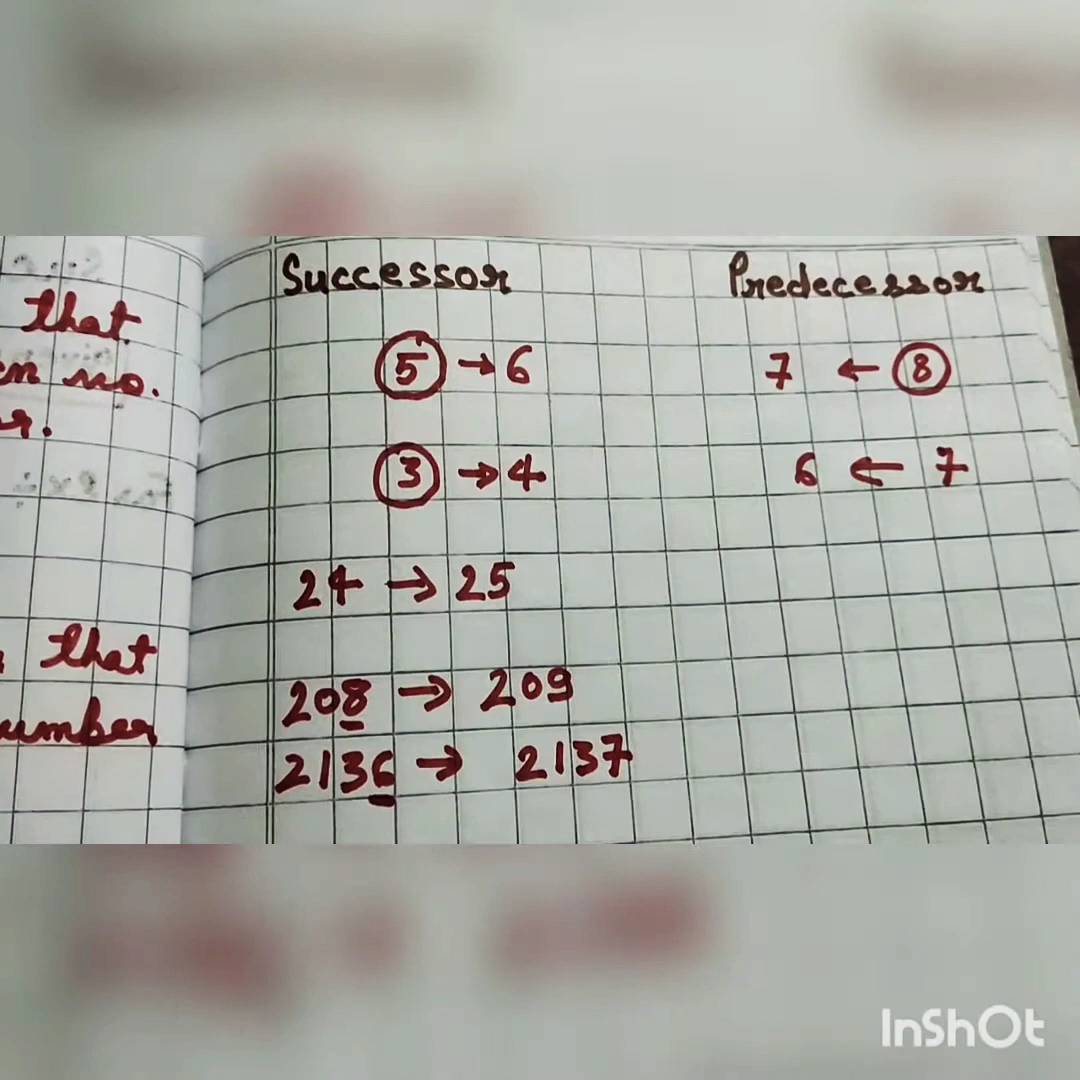 Successor Predecessor
that
5 → 6 7 ← 8
no.
3 → 4 6 ← 7
24 → 25
that
208 → 209
number
2136 → 2137
InShOt